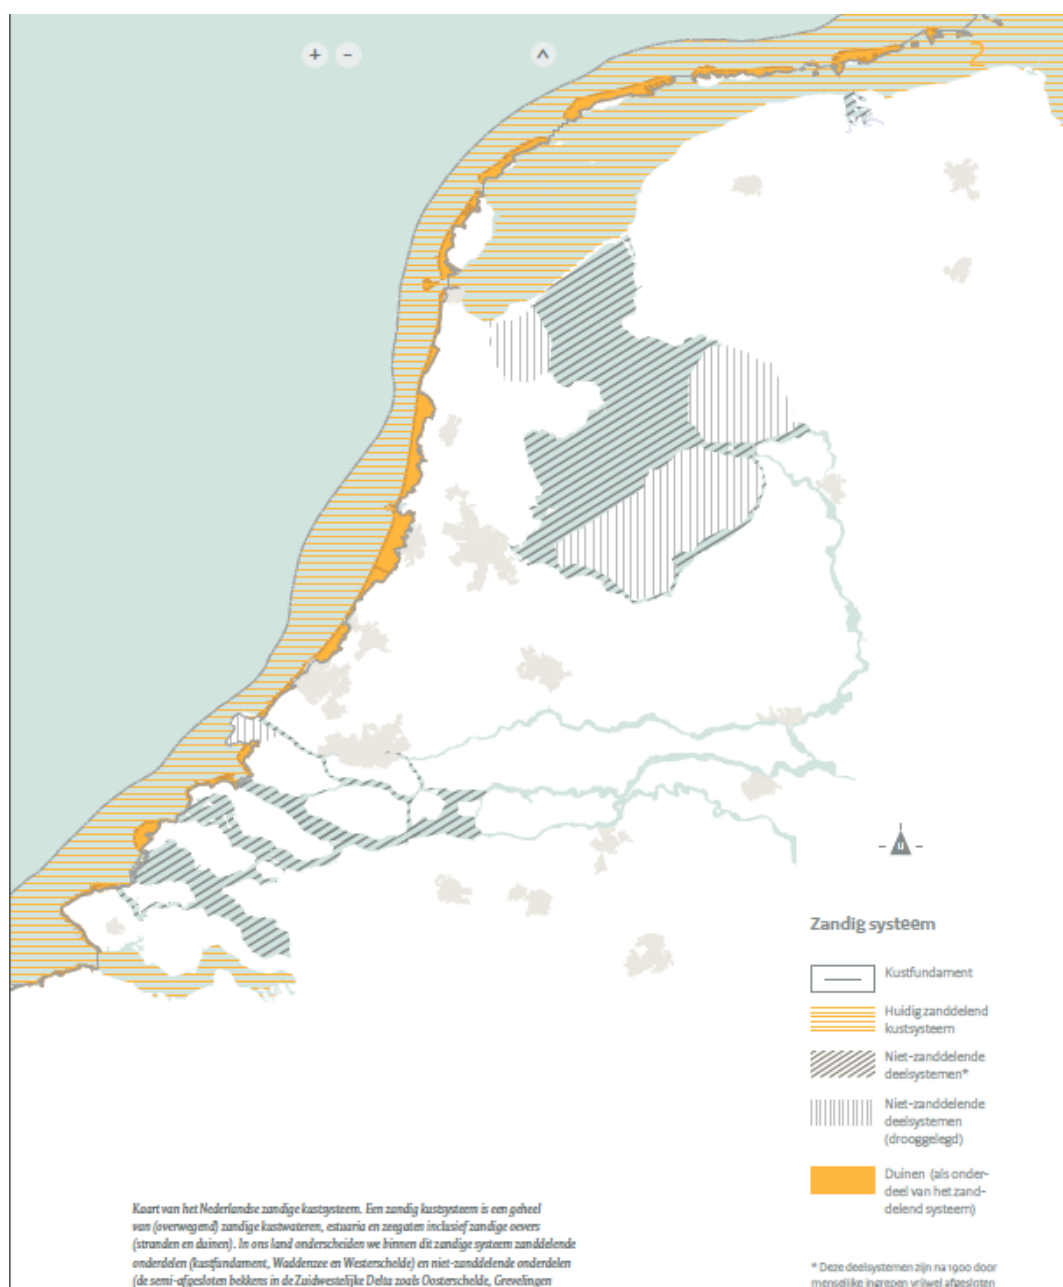 + −
2
u
Zandig systeem
Kustfundament
Huidig zanddelend
kustsysteem
Niet-zanddelende
deelsystemen*
Niet-zanddelende
deelsystemen
(drooggelegd)
Duinen (als onder-
deel van het zand-
delend systeem)
Kaart van het Nederlandse zandige kustsysteem. Een zandig kustsysteem is een geheel
van (overwegend) zandige kustwateren, estuaria en zeegaten inclusief zandige oevers
(stranden en duinen). In ons land onderscheiden we binnen dit zandige systeem zanddelende
onderdelen (kustfundament, Waddenzee en Westerschelde) en niet-zanddelende onderdelen
(de semi-afgesloten bekkens in de Zuidwestelijke Delta zoals Oosterschelde, Grevelingen
* Deze deelsystemen zijn na 1900 door
menselijke ingrepen vrijwel afgesloten